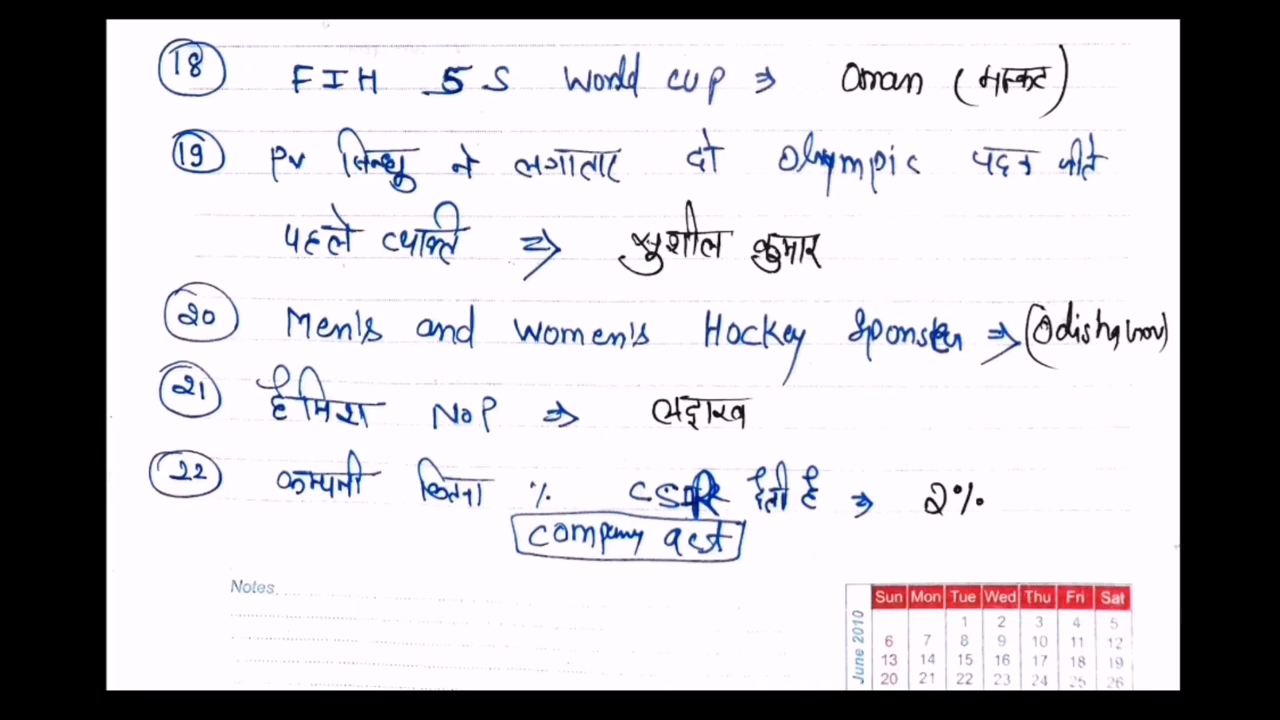 18 FIH 5S World cup ⇒ Oman (मस्कट)
19 PV सिन्धु ने लगातार दो Olympic पदक जीते
पहले व्यक्ति ⇒ सुशील कुमार
20 Men's and Women's Hockey Sponser ⇒ (Odisha Gov)
21 हेमिस NOP ⇒ लद्दाख
22 कम्पनी कितना % CSR देती है ⇒ 2%
company act
Notes
June 2010
Sun Mon Tue Wed Thu Fri Sat
1 2 3 4 5
6 7 8 9 10 11 12
13 14 15 16 17 18 19
20 21 22 23 24 25 26